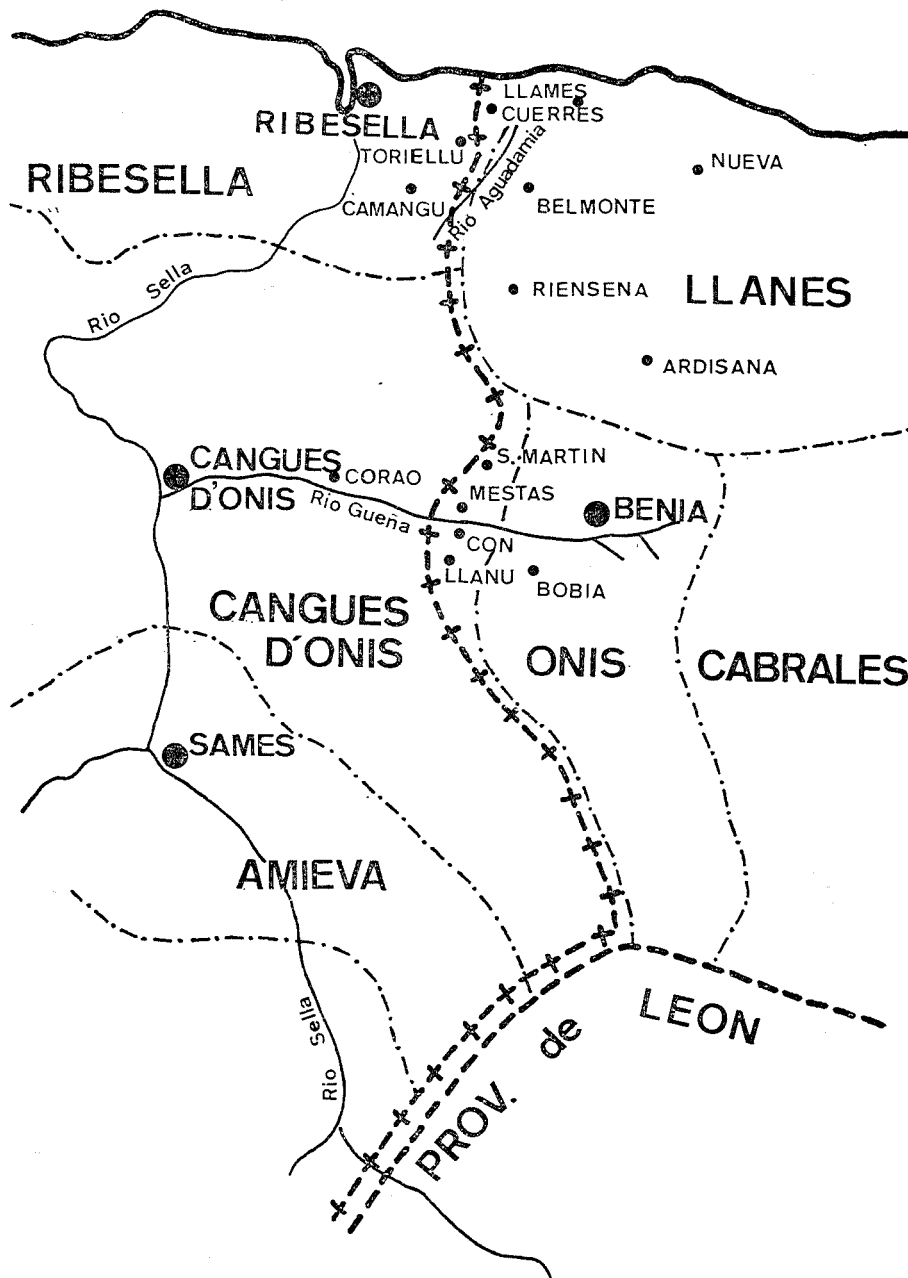 LLAMES
CUERRES
RIBESELLA
TORIELLU
NUEVA
RIBESELLA
CAMANGU
Rio Aguadamia
BELMONTE
Rio Sella
RIENSENA
LLANES
ARDISANA
CANGUES
D'ONIS
CORAO
S. MARTIN
MESTAS
Rio Gueña
BENIA
CON
LLANU
BOBIA
CANGUES
D'ONIS
ONIS
CABRALES
SAMES
AMIEVA
Rio Sella
PROV. de LEON